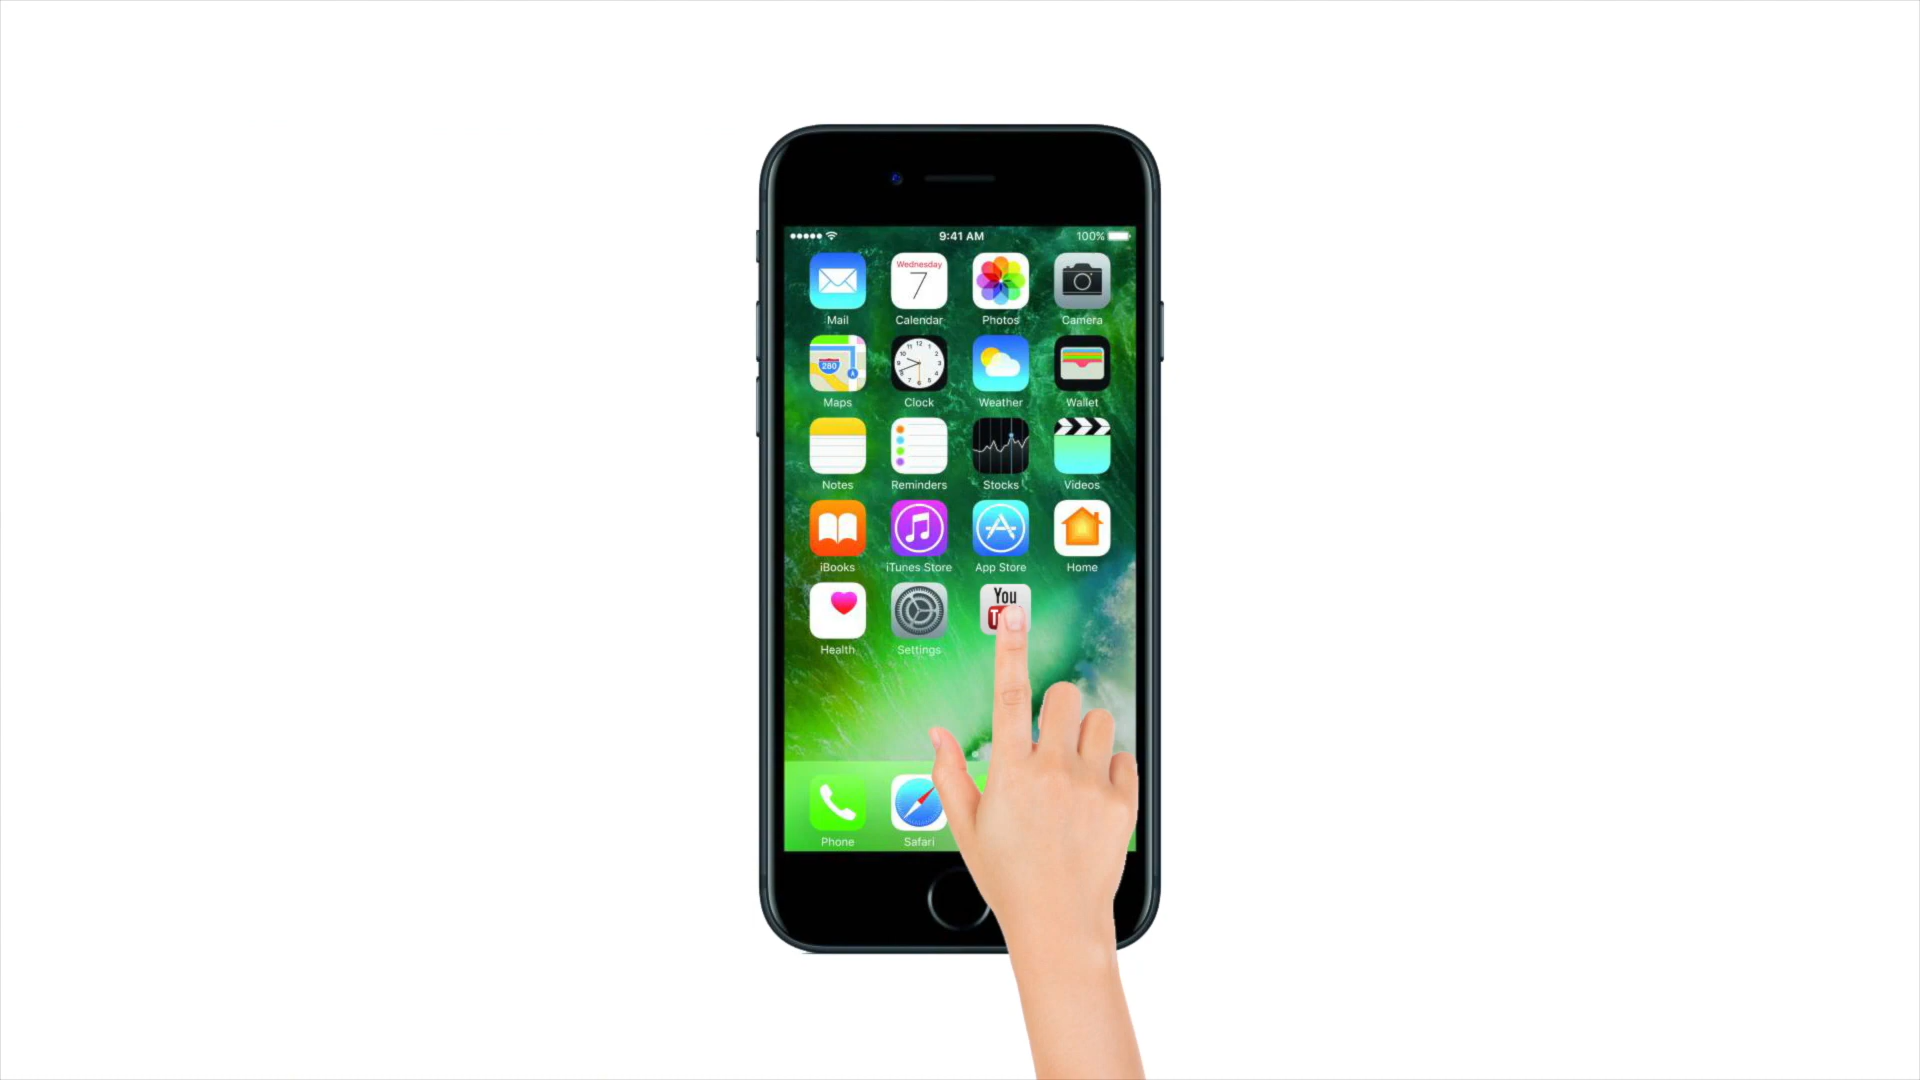 9:41 AM 100%
Wednesday
7
280
12
Mail Calendar Photos Camera
Maps Clock Weather Wallet
Notes Reminders Stocks Videos
iBooks iTunes Store App Store Home
You
Health Settings
Phone Safari